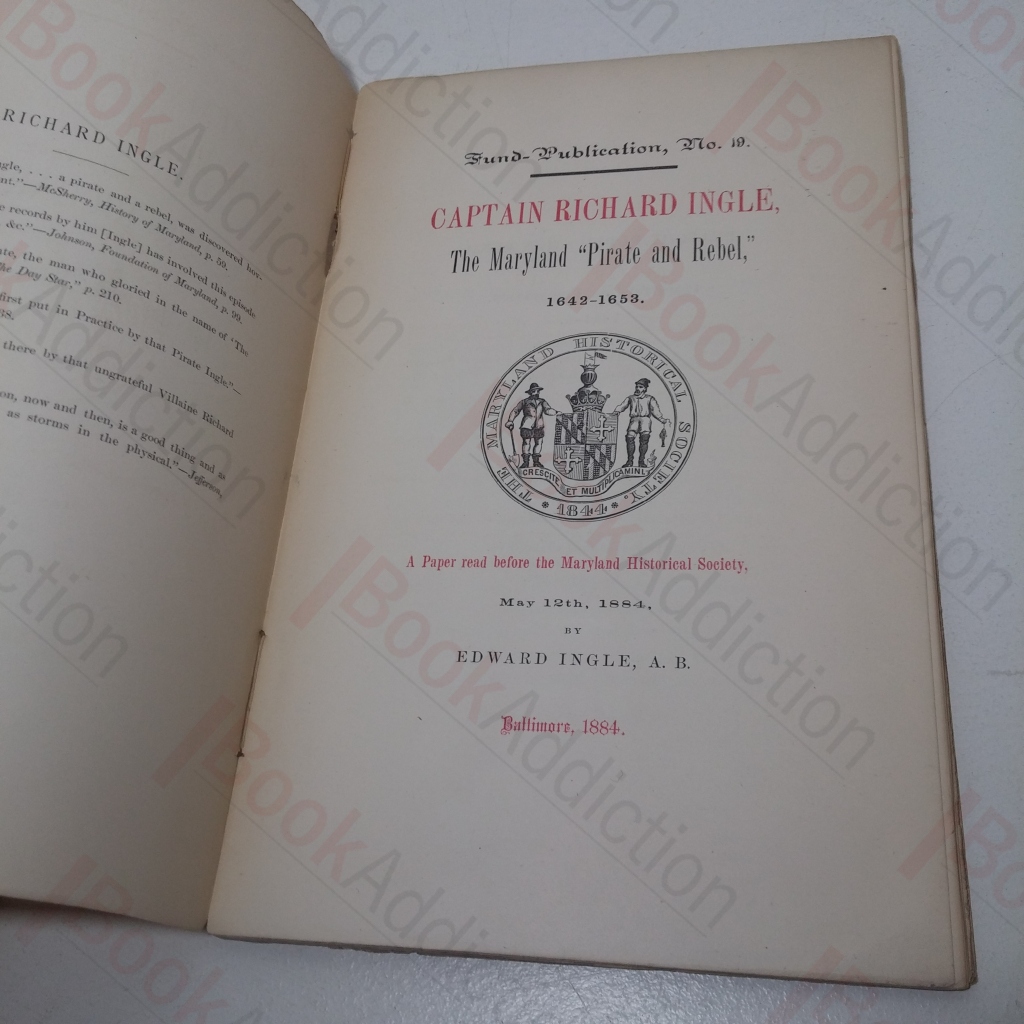 RICHARD INGLE.
gle, . . . a pirate and a rebel, was discovered hov-
nt."—McSherry, History of Maryland, p. 59.
e records by him [Ingle] has involved this episode
&c."—Johnson, Foundation of Maryland, p. 99.
te, the man who gloried in the name of 'The
he Day Star," p. 210.
first put in Practice by that Pirate Ingle."—
38.
there by that ungrateful Villaine Richard
on, now and then, is a good thing and as
as storms in the physical."—Jefferson,
Fund-Publication, No. 19.
CAPTAIN RICHARD INGLE,
The Maryland "Pirate and Rebel,"
1642-1653.
THE MARYLAND HISTORICAL SOCIETY.
CRESCITE ET MULTIPLICAMINI
* 1844 *
A Paper read before the Maryland Historical Society,
May 12th, 1884,
BY
EDWARD INGLE, A. B.
Baltimore, 1884.
BookAddiction